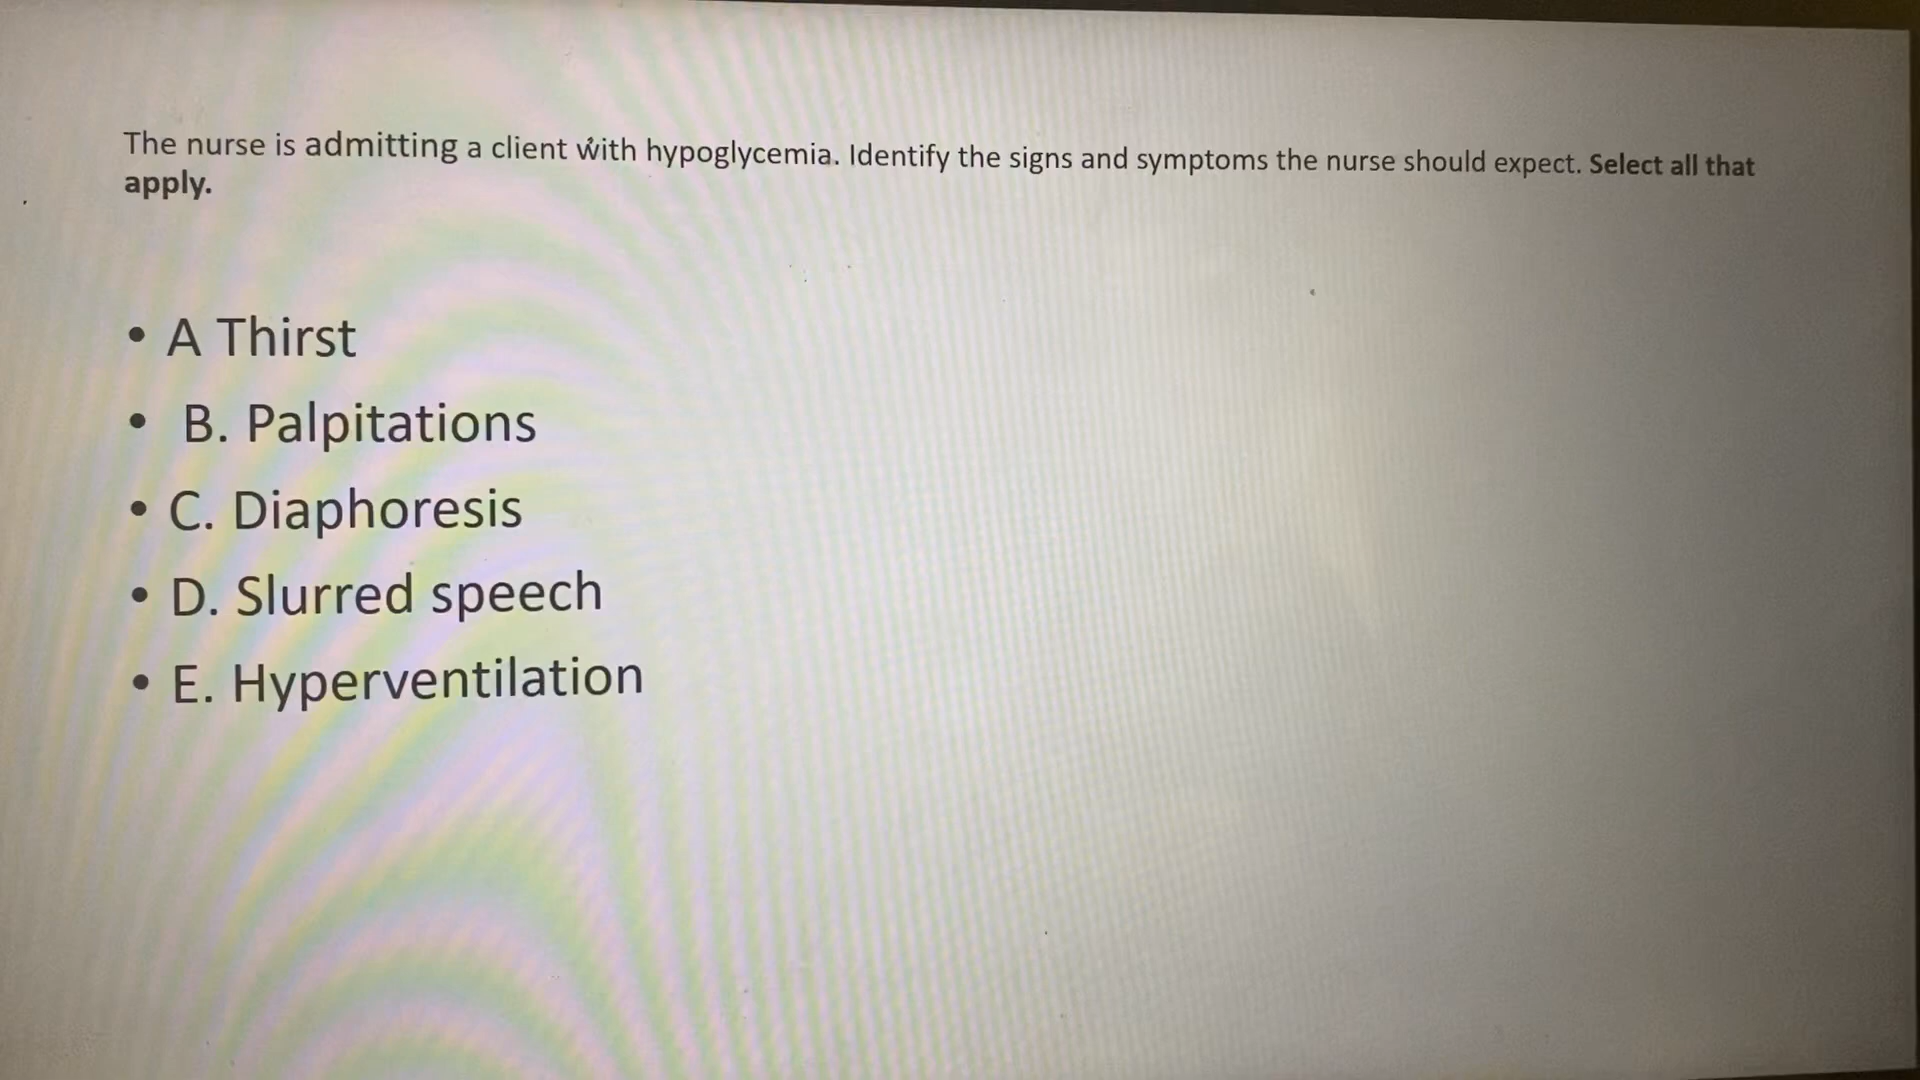 The nurse is admitting a client with hypoglycemia. Identify the signs and symptoms the nurse should expect. Select all that
apply.
• A Thirst
• B. Palpitations
• C. Diaphoresis
• D. Slurred speech
• E. Hyperventilation